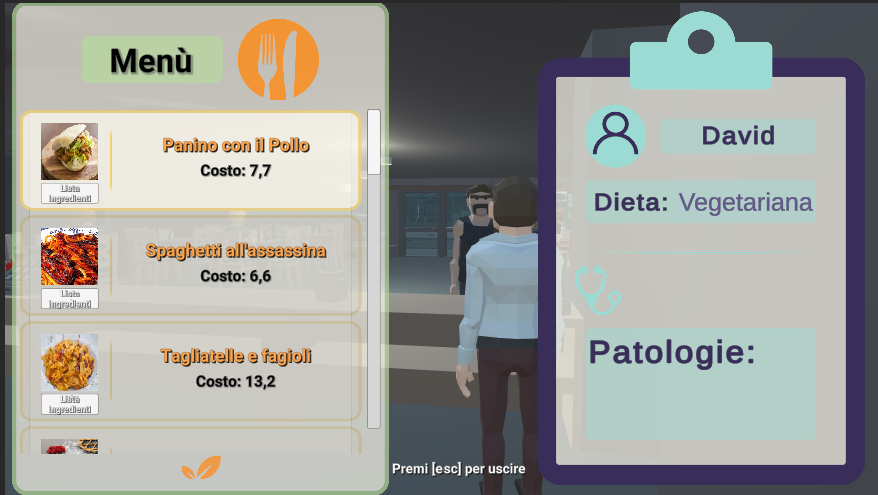 Menù
Panino con il Pollo
Costo: 7,7
Lista
Ingredienti
Spaghetti all'assassina
Costo: 6,6
Lista
Ingredienti
Tagliatelle e fagioli
Costo: 13,2
Lista
Ingredienti
Premi [esc] per uscire
David
Dieta: Vegetariana
Patologie: